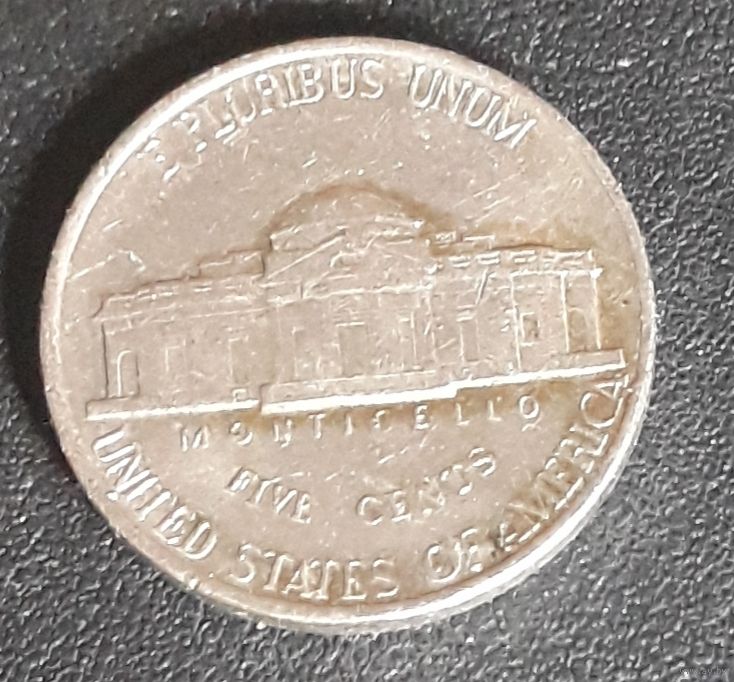 E PLURIBUS UNUM
MONTICELLO
FIVE CENTS
UNITED STATES OF AMERICA